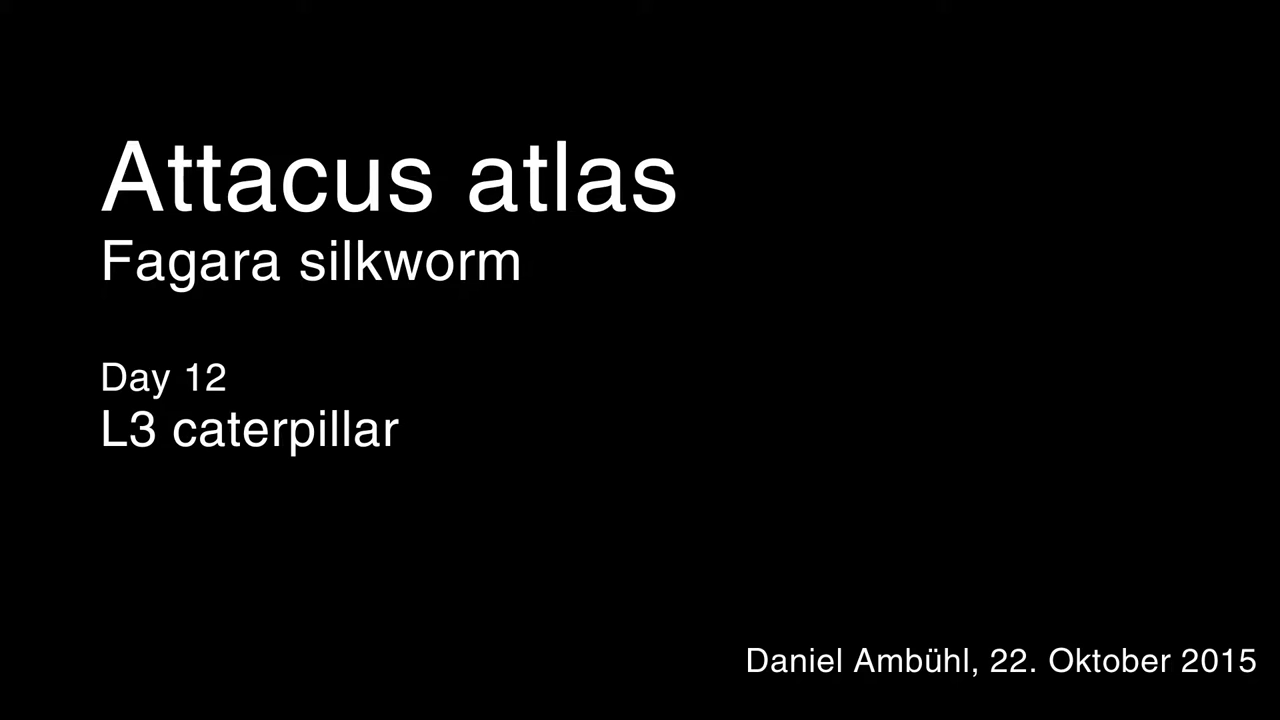 Attacus atlas
Fagara silkworm
Day 12
L3 caterpillar
Daniel Ambühl, 22. Oktober 2015